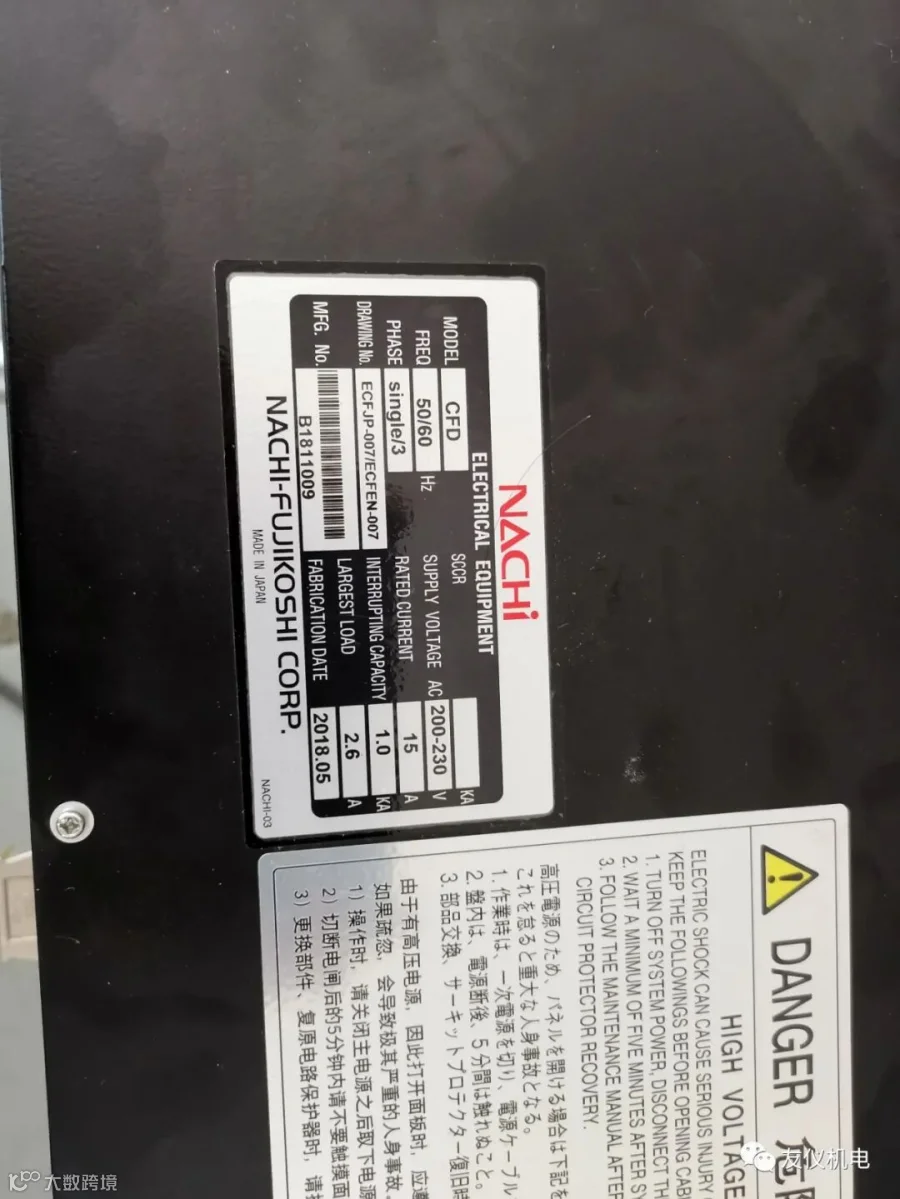 NACHi
ELECTRICAL EQUIPMENT
MODEL CFD
SCCR KA
FREQ 50/60 Hz
SUPPLY VOLTAGE AC 200-230 V
PHASE single/3
RATED CURRENT 15 A
DRAWING No. ECFJP-007/ECFEN-007
INTERRUPTING CAPACITY 1.0 KA
MFG. No. B1811009
LARGEST LOAD 2.6 A
FABRICATION DATE 2018.05
NACHI-FUJIKOSHI CORP.
MADE IN JAPAN
NACHI-03
DANGER 危
HIGH VOLTAGE
ELECTRIC SHOCK CAN CAUSE SERIOUS INJURY
KEEP THE FOLLOWINGS BEFORE OPENING
1. TURN OFF SYSTEM POWER, DISCONNECT
2. WAIT A MINIMUM OF FIVE MINUTES AFTER
3. FOLLOW THE MAINTENANCE MANUAL AFTER
CIRCUIT PROTECTOR RECOVERY.
高圧電源のため、パネルを開ける場合は下記を
これを怠ると重大な人身事故となる。
1. 作業時は、一次電源を切り、電源ケーブル
2. 盤内は、電源断後、5分間は触れぬこと。
3. 部品交換、サーキットプロテクター復旧時
由于有高压电源，因此打开面板时，应遵
如果疏忽，会导致极其严重的人身事故。
1）操作时，请关闭主电源之后取下电源
2）切断电闸后的5分钟内请不要触摸面
3）更换部件、复原电路保护器时，请
友仪机电
大数跨境